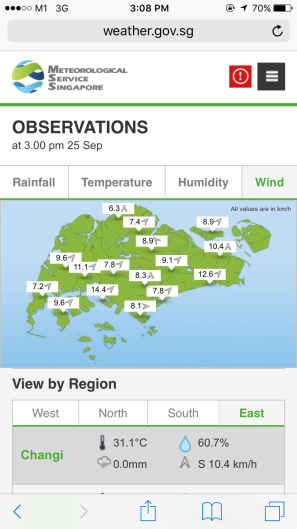 M1 3G 3:08 PM 70%
weather.gov.sg
METEOROLOGICAL
SERVICE
SINGAPORE
OBSERVATIONS
at 3.00 pm 25 Sep
Rainfall Temperature Humidity Wind
All values are in km/h
6.3
7.4 8.9
8.9 10.4
9.6 11.1 7.8 9.1
8.3 12.6
7.2 14.4 7.8
9.6 8.1
View by Region
West North South East
Changi 31.1°C 60.7%
0.0mm S 10.4 km/h